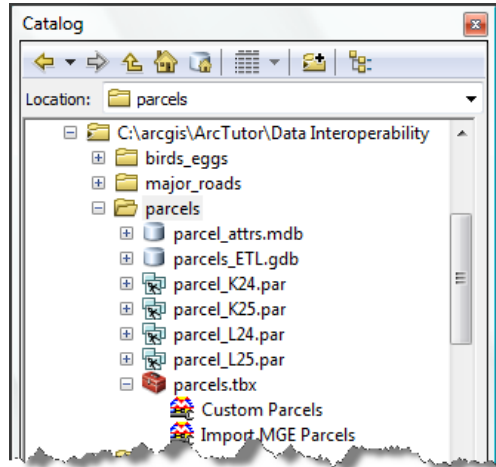 Catalog
Location: parcels
C:\arcgis\ArcTutor\Data Interoperability
birds_eggs
major_roads
parcels
parcel_attrs.mdb
parcels_ETL.gdb
parcel_K24.par
parcel_K25.par
parcel_L24.par
parcel_L25.par
parcels.tbx
Custom Parcels
Import MGE Parcels